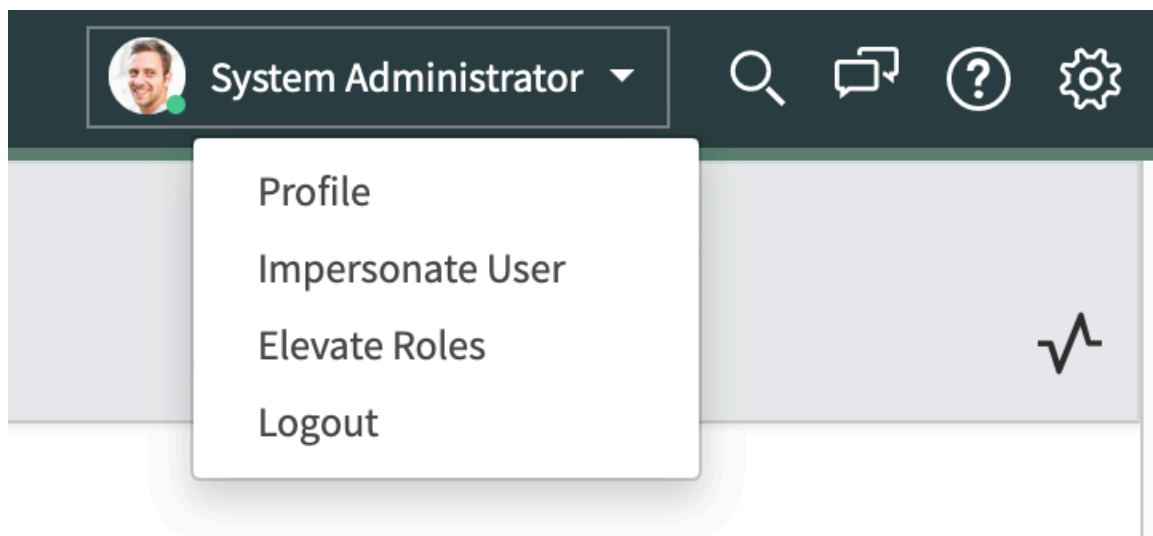 System Administrator
Profile
Impersonate User
Elevate Roles
Logout